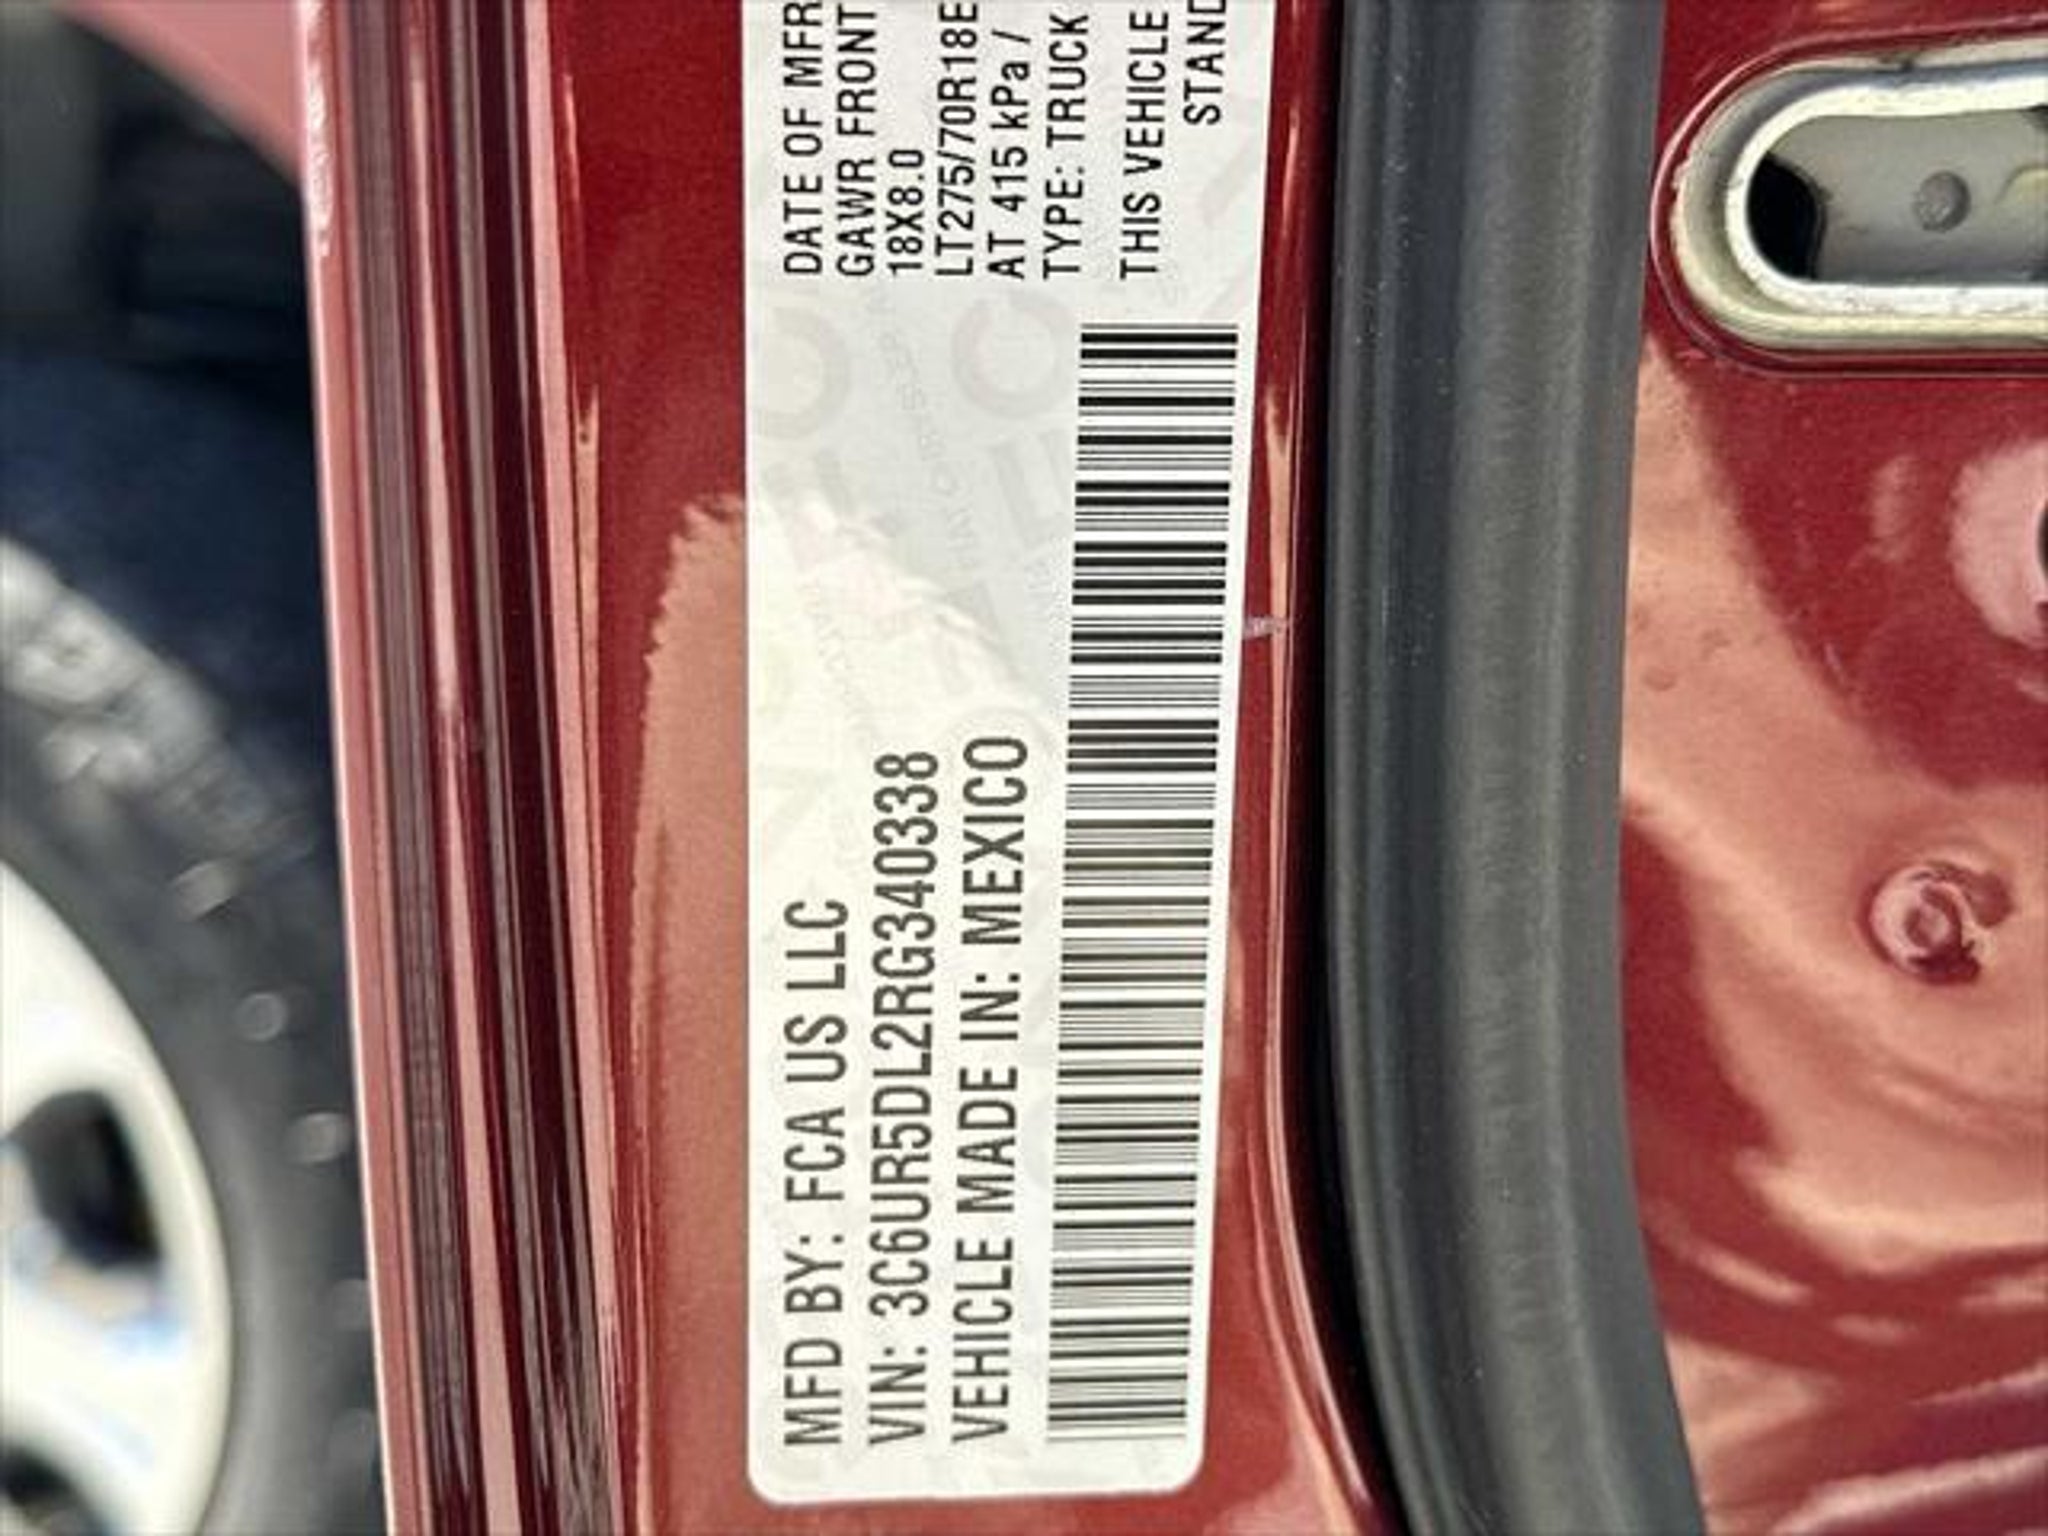 MFD BY: FCA US LLC
VIN: 3C6UR5DL2RG340338
VEHICLE MADE IN: MEXICO
DATE OF MFR
GAWR FRONT
18X8.0
LT275/70R18E
AT 415 kPa /
TYPE: TRUCK
THIS VEHICLE
STAND